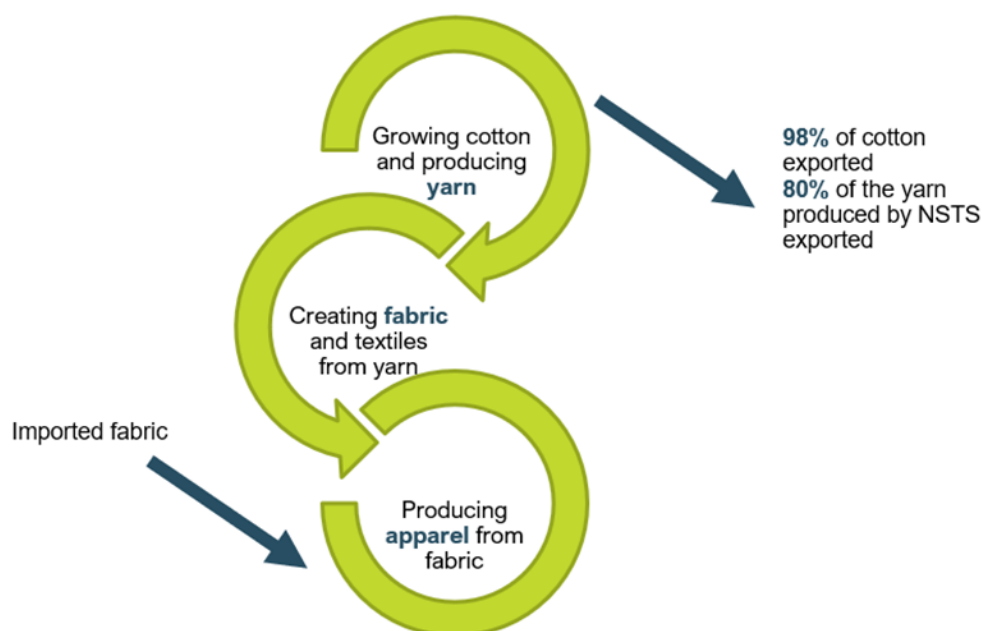 Growing cotton
and producing
yarn
98% of cotton
exported
80% of the yarn
produced by NSTS
exported
Creating fabric
and textiles
from yarn
Imported fabric
Producing
apparel from
fabric